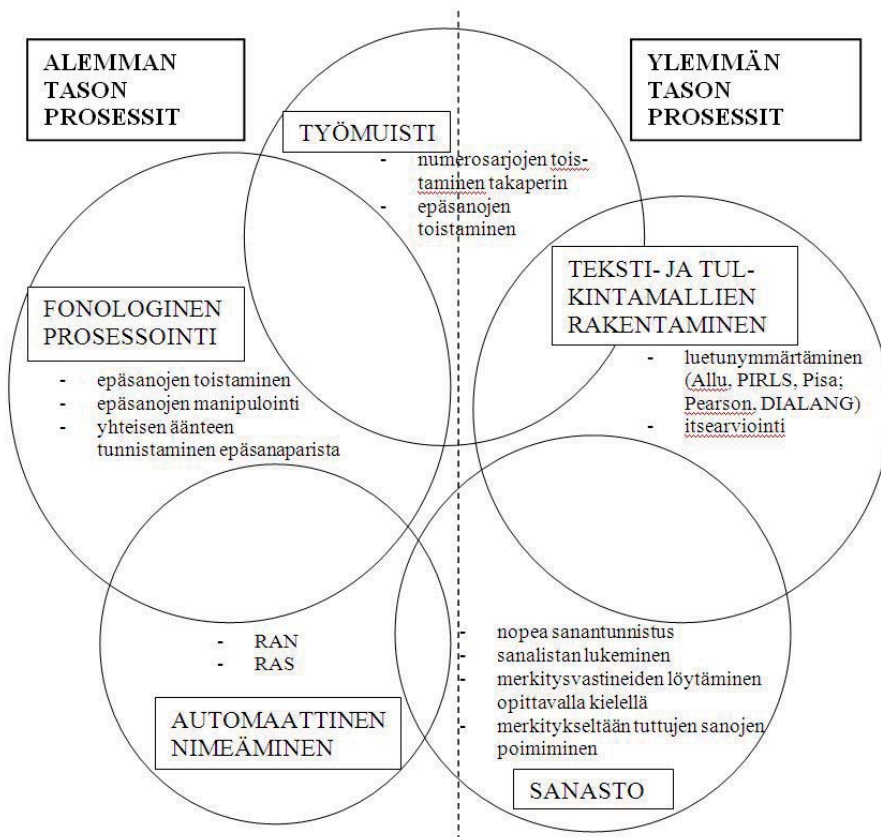 ALEMMAN
TASON
PROSESSIT
YLEMMÄN
TASON
PROSESSIT
TYÖMUISTI
- numerosarjojen tois-
taminen takaperin
- epäsanojen
toistaminen
FONOLOGINEN
PROSESSOINTI
- epäsanojen toistaminen
- epäsanojen manipulointi
- yhteisen äänteen
tunnistaminen epäsanaparista
TEKSTI- JA TUL-
KINTAMALLIEN
RAKENTAMINEN
- luetunymmärtäminen
(Allu, PIRLS, Pisa;
Pearson, DIALANG)
- itsearviointi
- RAN
- RAS
AUTOMAATTINEN
NIMEÄMINEN
- nopea sanantunnistus
- sanalistan lukeminen
- merkitysvastineiden löytäminen
opittavalla kielellä
- merkitykseltään tuttujen sanojen
poimiminen
SANASTO